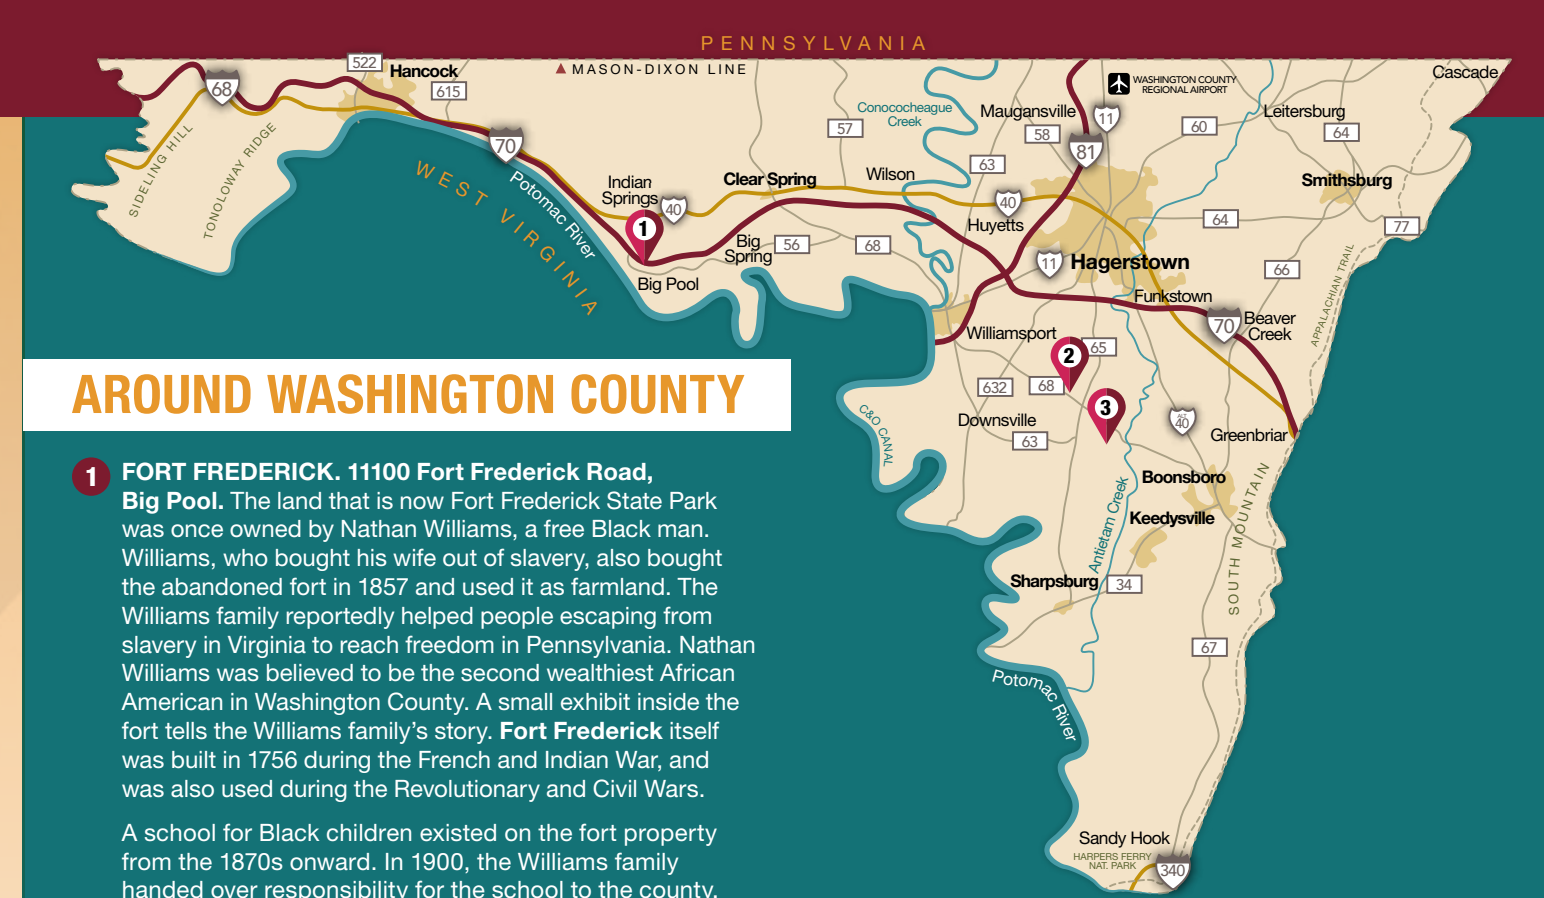 PENNSYLVANIA
MASON-DIXON LINE
522
Hancock
615
68
70
SIDELING HILL
TONOLOWAY RIDGE
WEST VIRGINIA
Potomac River
Indian
Springs
40
1
Big Pool
Clear Spring
Big
Spring
56
68
57
Wilson
Conococheague
Creek
63
40
Huyetts
Maugansville
58
11
81
WASHINGTON COUNTY
REGIONAL AIRPORT
60
Leitersburg
64
Cascade
Smithsburg
64
77
66
APPALACHIAN TRAIL
11
Hagerstown
Funkstown
70
Beaver
Creek
Williamsport
2
65
632
68
3
Downsville
63
ALT
40
Greenbriar
C&O CANAL
Boonsboro
Keedysville
Antietam Creek
SOUTH MOUNTAIN
Sharpsburg
34
67
Potomac River
Sandy Hook
HARPERS FERRY
NAT. PARK
340
AROUND WASHINGTON COUNTY
1
FORT FREDERICK. 11100 Fort Frederick Road,
Big Pool. The land that is now Fort Frederick State Park
was once owned by Nathan Williams, a free Black man.
Williams, who bought his wife out of slavery, also bought
the abandoned fort in 1857 and used it as farmland. The
Williams family reportedly helped people escaping from
slavery in Virginia to reach freedom in Pennsylvania. Nathan
Williams was believed to be the second wealthiest African
American in Washington County. A small exhibit inside the
fort tells the Williams family’s story. Fort Frederick itself
was built in 1756 during the French and Indian War, and
was also used during the Revolutionary and Civil Wars.
A school for Black children existed on the fort property
from the 1870s onward. In 1900, the Williams family
handed over responsibility for the school to the county.